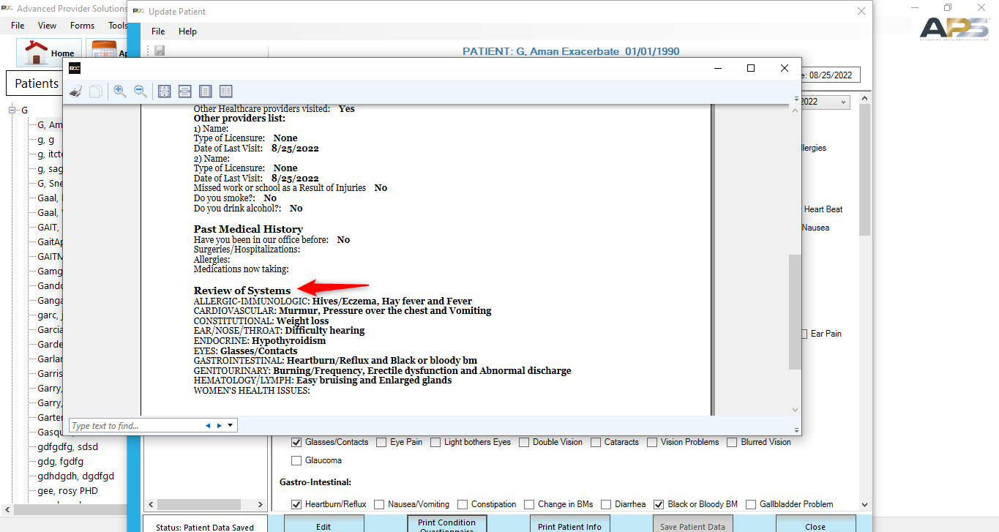 Advanced Provider Solutions
Update Patient
File View Forms Tools
File Help
APS
ADVANCED PROVIDER SOLUTIONS
Home
PATIENT: G, Aman Exacerbate 01/01/1990
Patients
e: 08/25/2022
2022
G
G, Am
g, g
g, itcte
g, sag
G, Sne
Gaal,
Gaal,
GAIT,
GaitAp
GAITM
Gamg
Gando
Ganga
garc, j
Garcia
Garde
Garlan
Garris
Garry,
Garry,
Garter
Gasqu
gdfgdfg, sdsd
gdg, fgdfg
gdhdgdh, dgdfgd
gee, rosy PHD
Other Healthcare providers visited: Yes
Other providers list:
1) Name:
Type of Licensure: None
Date of Last Visit: 8/25/2022
2) Name:
Type of Licensure: None
Date of Last Visit: 8/25/2022
Missed work or school as a Result of Injuries No
Do you smoke?: No
Do you drink alcohol?: No
Past Medical History
Have you been in our office before: No
Surgeries/Hospitalizations:
Allergies:
Medications now taking:
Review of Systems
ALLERGIC-IMMUNOLOGIC: Hives/Eczema, Hay fever and Fever
CARDIOVASCULAR: Murmur, Pressure over the chest and Vomiting
CONSTITUTIONAL: Weight loss
EAR/NOSE/THROAT: Difficulty hearing
ENDOCRINE: Hypothyroidism
EYES: Glasses/Contacts
GASTROINTESTINAL: Heartburn/Reflux and Black or bloody bm
GENITOURINARY: Burning/Frequency, Erectile dysfunction and Abnormal discharge
HEMATOLOGY/LYMPH: Easy bruising and Enlarged glands
WOMEN'S HEALTH ISSUES:
Type text to find...
llergies
Heart Beat
Nausea
Ear Pain
Glasses/Contacts Eye Pain Light bothers Eyes Double Vision Cataracts Vision Problems Blurred Vision
Glaucoma
Gastro-Intestinal:
Heartburn/Reflux Nausea/Vomiting Constipation Change in BMs Diarrhea Black or Bloody BM Gallbladder Problem
Status: Patient Data Saved
Edit
Print Condition
Questionnaire
Print Patient Info
Save Patient Data
Close